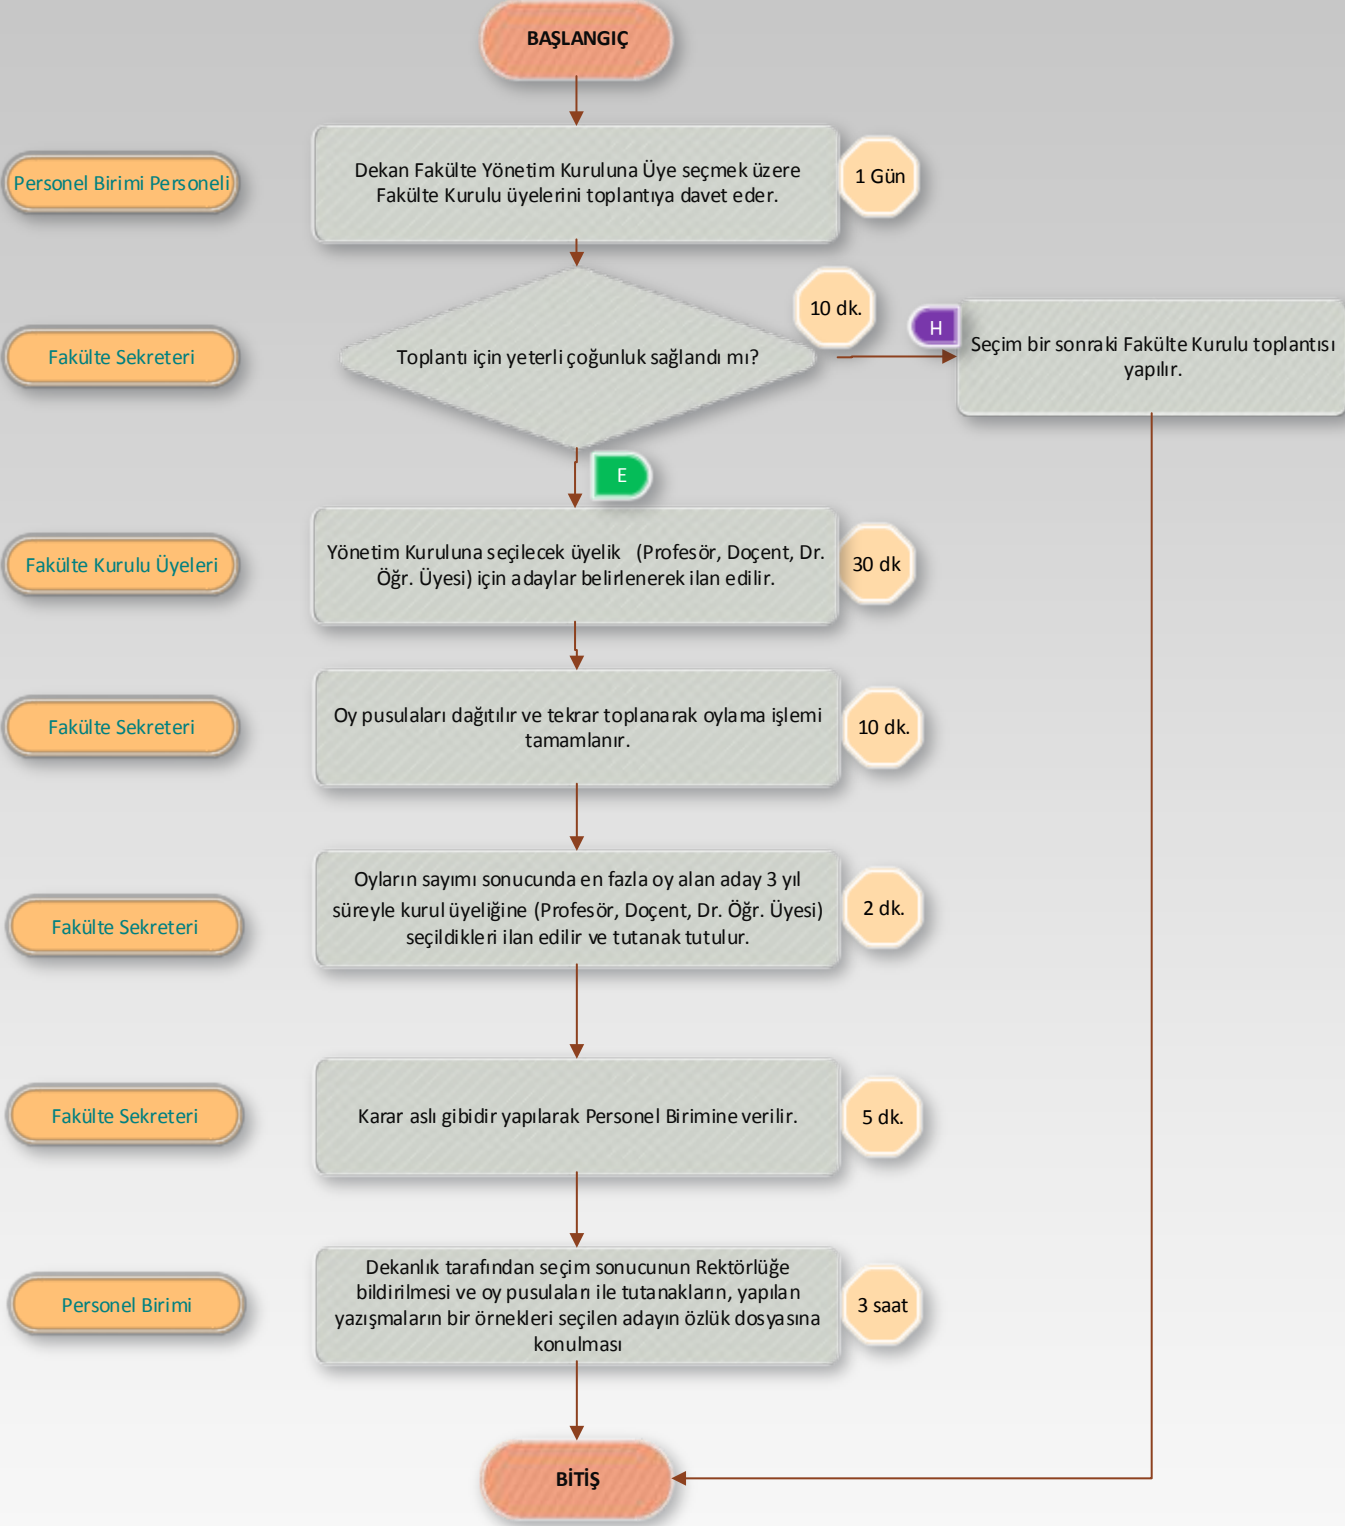 BAŞLANGIÇ
Personel Birimi Personeli
Dekan Fakülte Yönetim Kuruluna Üye seçmek üzere
Fakülte Kurulu üyelerini toplantıya davet eder.
1 Gün
Fakülte Sekreteri
Toplantı için yeterli çoğunluk sağlandı mı?
10 dk.
H
Seçim bir sonraki Fakülte Kurulu toplantısı
yapılır.
E
Fakülte Kurulu Üyeleri
Yönetim Kuruluna seçilecek üyelik (Profesör, Doçent, Dr.
Öğr. Üyesi) için adaylar belirlenerek ilan edilir.
30 dk
Fakülte Sekreteri
Oy pusulaları dağıtılır ve tekrar toplanarak oylama işlemi
tamamlanır.
10 dk.
Fakülte Sekreteri
Oyların sayımı sonucunda en fazla oy alan aday 3 yıl
süreyle kurul üyeliğine (Profesör, Doçent, Dr. Öğr. Üyesi)
seçildikleri ilan edilir ve tutanak tutulur.
2 dk.
Fakülte Sekreteri
Karar aslı gibidir yapılarak Personel Birimine verilir.
5 dk.
Personel Birimi
Dekanlık tarafından seçim sonucunun Rektörlüğe
bildirilmesi ve oy pusulaları ile tutanakların, yapılan
yazışmaların bir örnekleri seçilen adayın özlük dosyasına
konulması
3 saat
BİTİŞ